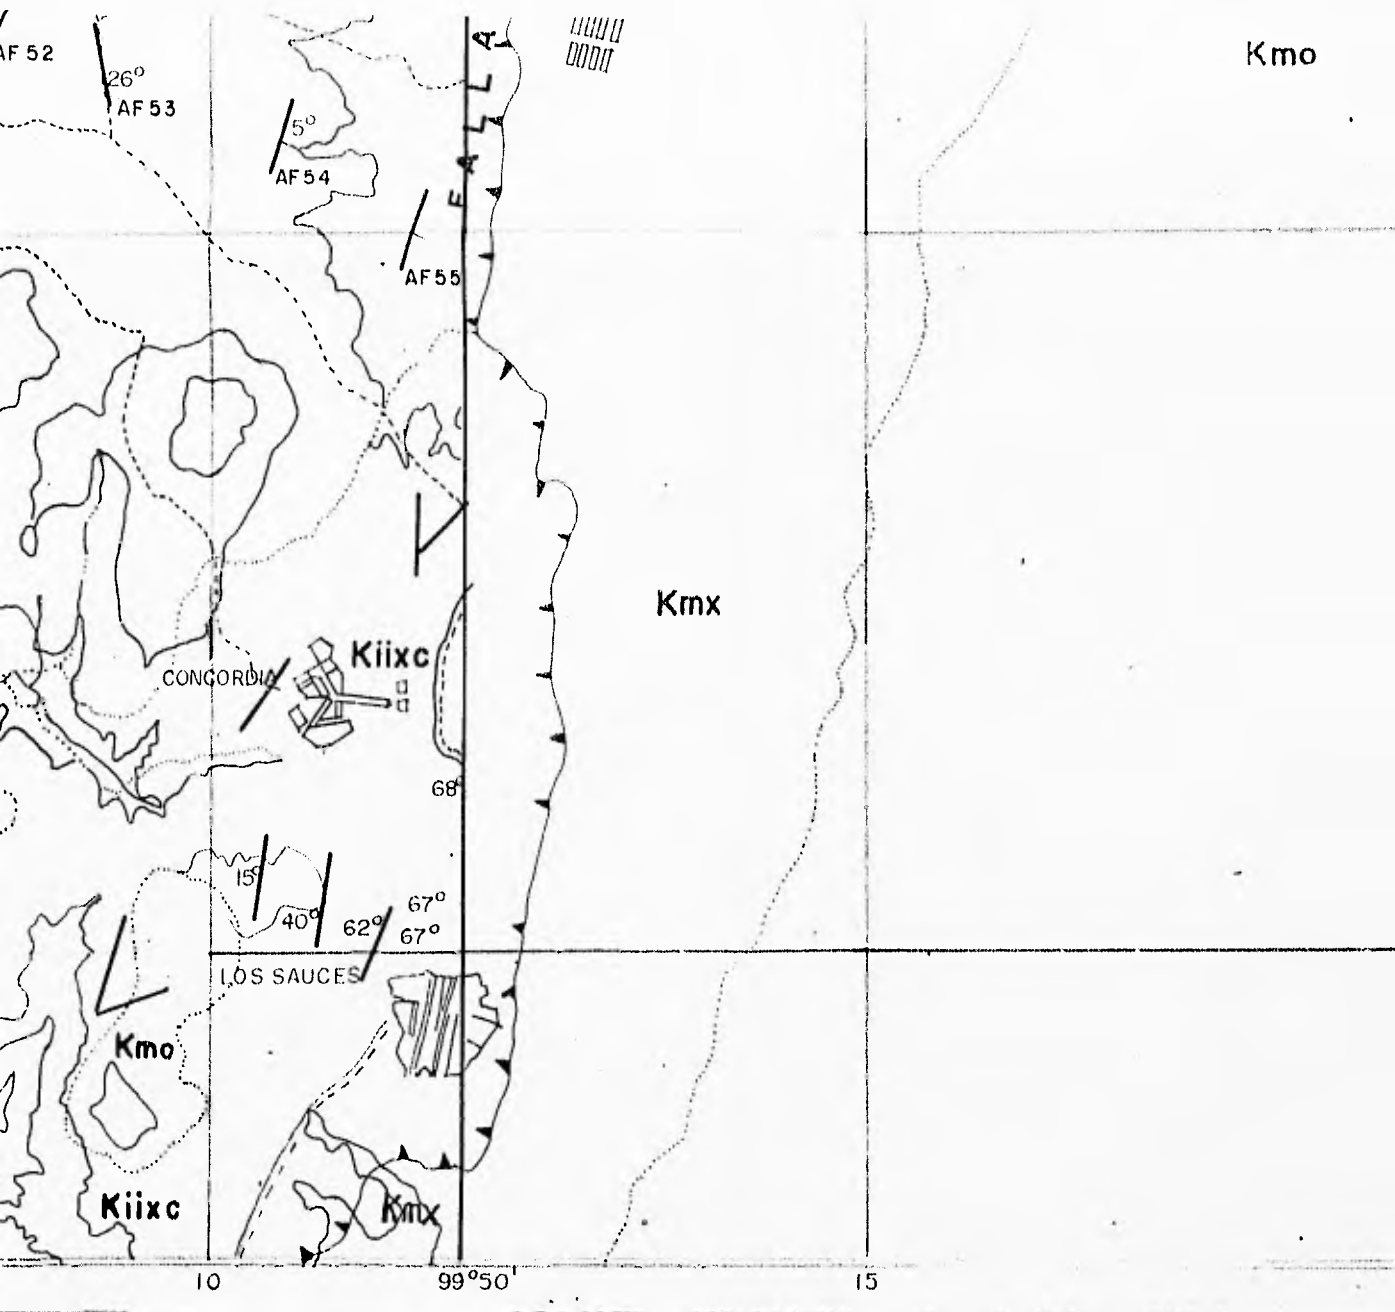 AF 52
26°
AF 53
5°
AF 54
FALLA
AF 55
Kmo
Kmx
Kiixc
CONCORDIA
68
15°
40°
62°
67°
67°
LOS SAUCES
Kmo
Kiixc
Kmx
10
99°50'
15